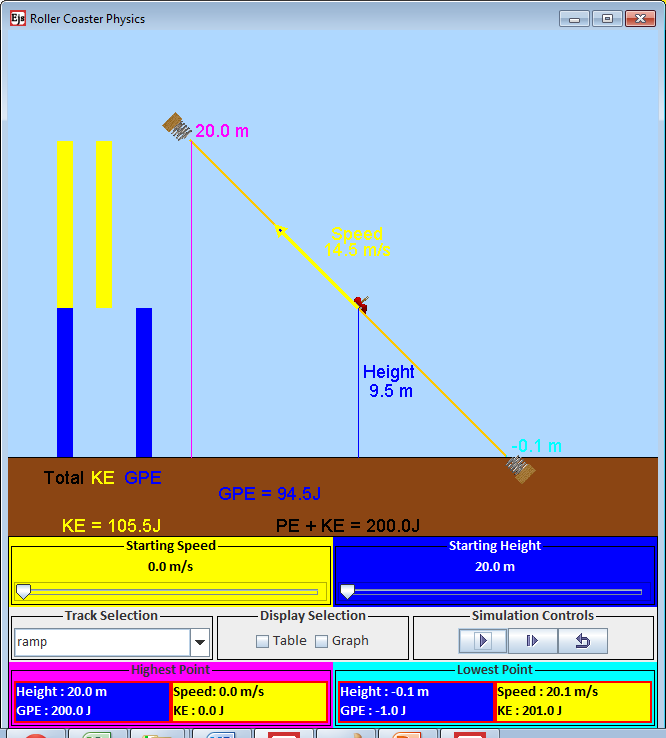 Ejs Roller Coaster Physics
20.0 m
Speed
14.5 m/s
Height
9.5 m
-0.1 m
Total KE GPE
GPE = 94.5J
KE = 105.5J
PE + KE = 200.0J
Starting Speed
0.0 m/s
Starting Height
20.0 m
Track Selection
ramp
Display Selection
Table Graph
Simulation Controls
Highest Point
Height : 20.0 m
GPE : 200.0 J
Speed: 0.0 m/s
KE : 0.0 J
Lowest Point
Height : -0.1 m
GPE : -1.0 J
Speed : 20.1 m/s
KE : 201.0 J